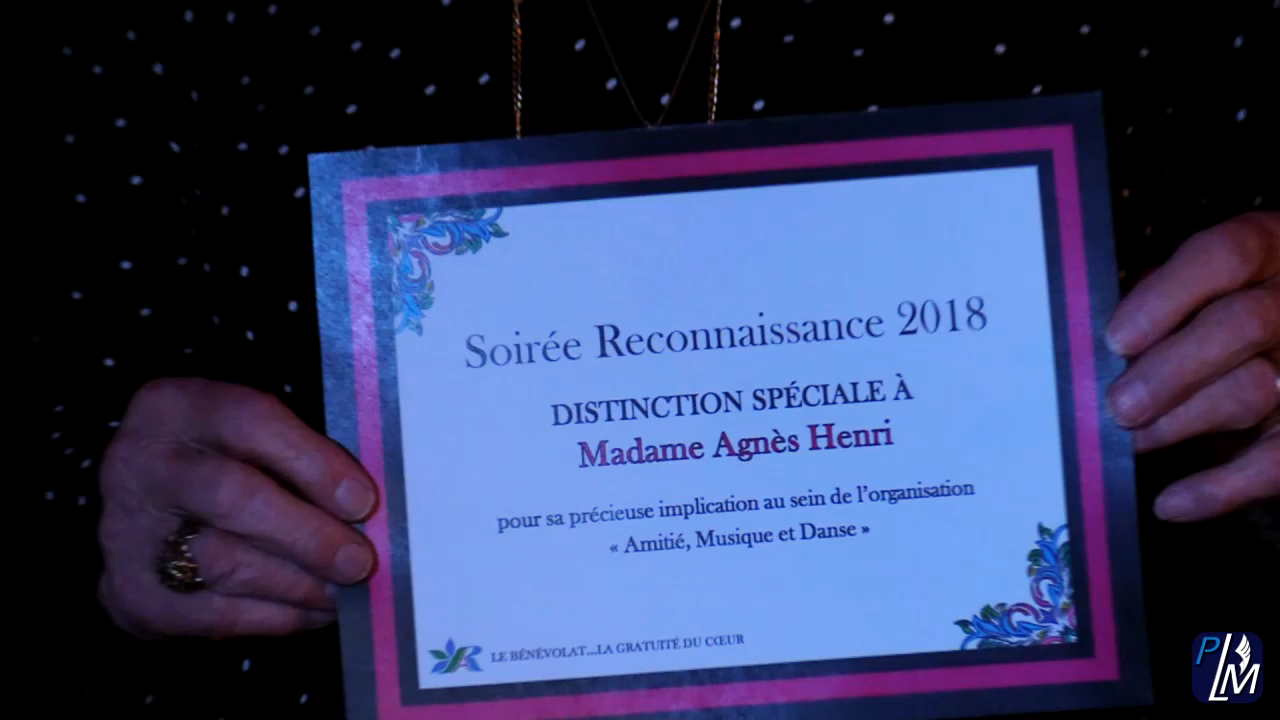 Soirée Reconnaissance 2018
DISTINCTION SPÉCIALE À
Madame Agnès Henri
pour sa précieuse implication au sein de l'organisation
« Amitié, Musique et Danse »
LE BÉNÉVOLAT...LA GRATUITÉ DU CŒUR
PLM